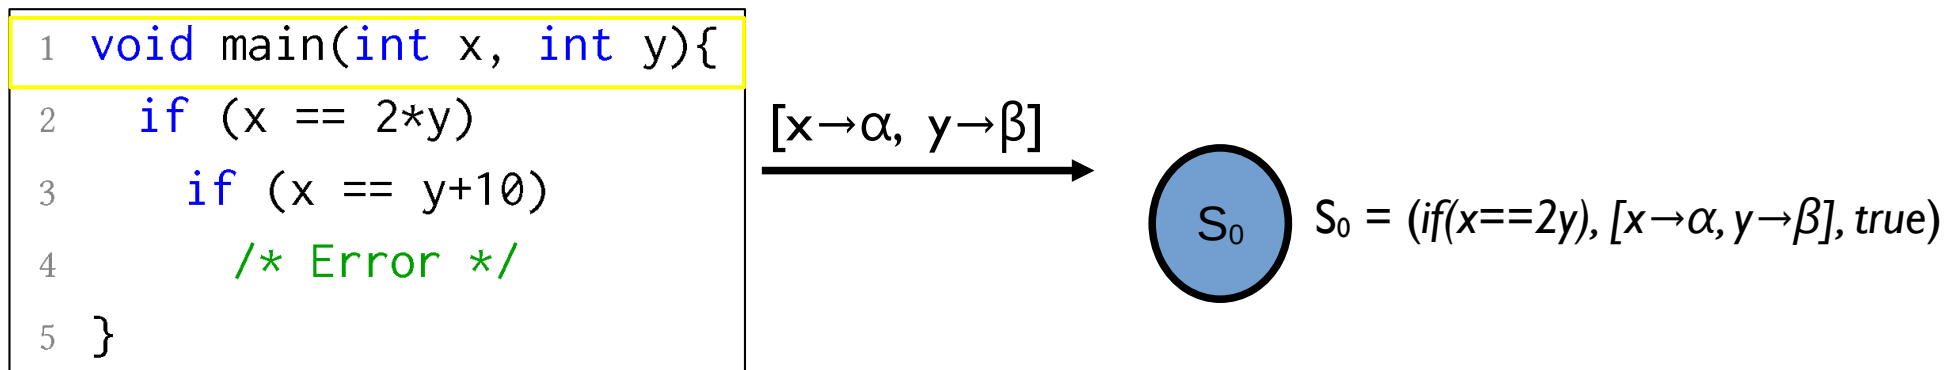 1 void main(int x, int y){
2 if (x == 2*y)
3 if (x == y+10)
4 /* Error */
5 }
[x→α, y→β]
S₀
S₀ = (if(x==2y), [x→α, y→β], true)